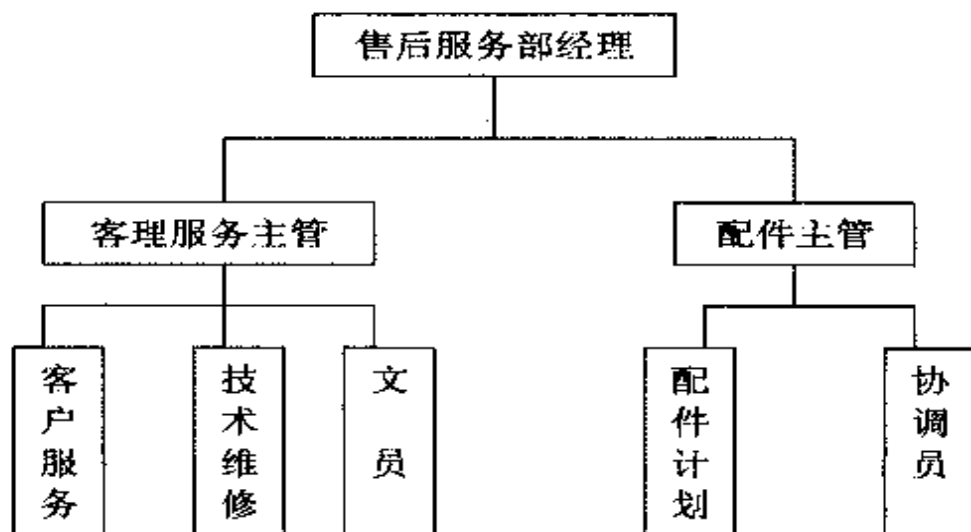 售后服务部经理
客理服务主管
配件主管
客户服务
技术维修
文员
配件计划
协调员